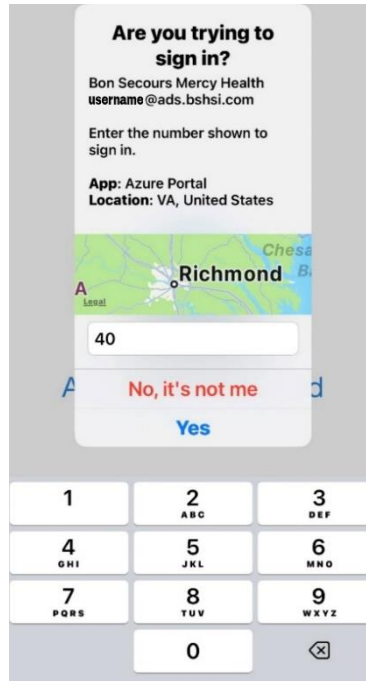 Are you trying to
sign in?
Bon Secours Mercy Health
username@ads.bshsi.com
Enter the number shown to
sign in.
App: Azure Portal
Location: VA, United States
Chesa
Richmond
B
A
Legal
40
A
d
No, it's not me
Yes
1
2
ABC
3
DEF
4
GHI
5
JKL
6
MNO
7
PQRS
8
TUV
9
WXYZ
0